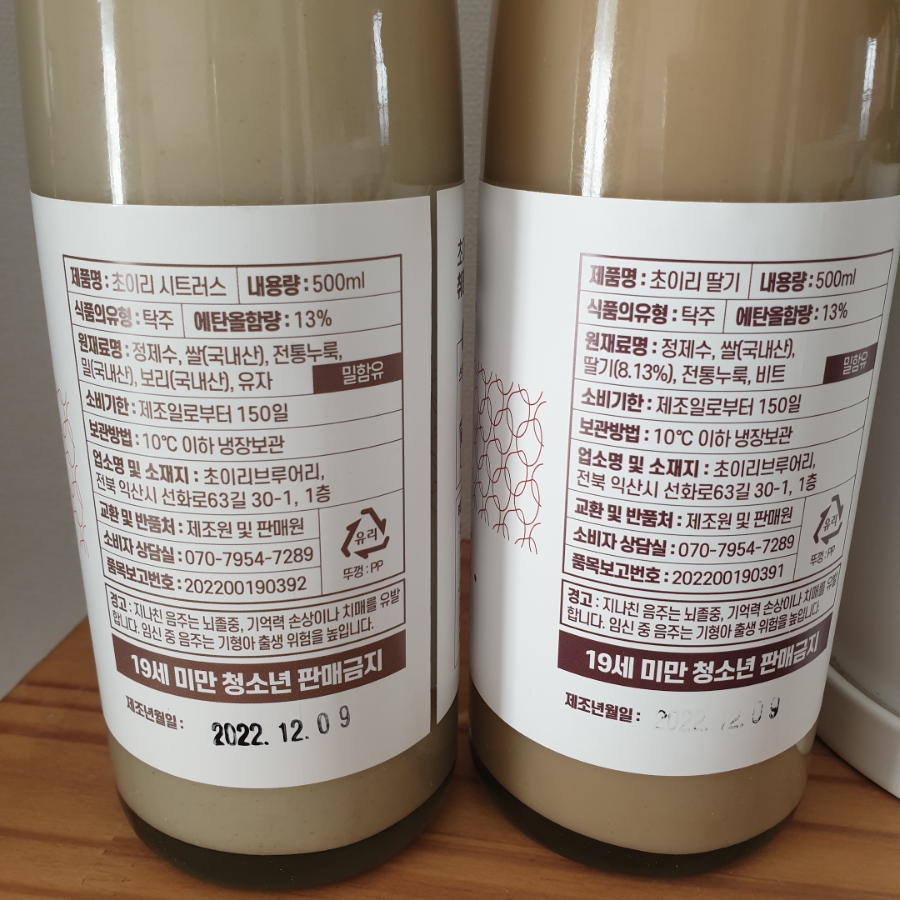 제품명 : 초이리 시트러스 내용량 : 500ml
식품의유형 : 탁주 에탄올함량 : 13%
원재료명 : 정제수, 쌀(국내산), 전통누룩,
밀(국내산), 보리(국내산), 유자 밀함유
소비기한 : 제조일로부터 150일
보관방법 : 10℃ 이하 냉장보관
업소명 및 소재지 : 초이리브루어리,
전북 익산시 선화로63길 30-1, 1층
교환 및 반품처 : 제조원 및 판매원
소비자 상담실 : 070-7954-7289
품목보고번호 : 202200190392
유리
뚜껑 : PP
경고 : 지나친 음주는 뇌졸중, 기억력 손상이나 치매를 유발
합니다. 임신 중 음주는 기형아 출생 위험을 높입니다.
19세 미만 청소년 판매금지
제조년월일 : 2022. 12. 09
제품명 : 초이리 딸기 내용량 : 500ml
식품의유형 : 탁주 에탄올함량 : 13%
원재료명 : 정제수, 쌀(국내산),
딸기(8.13%), 전통누룩, 비트 밀함유
소비기한 : 제조일로부터 150일
보관방법 : 10℃ 이하 냉장보관
업소명 및 소재지 : 초이리브루어리,
전북 익산시 선화로63길 30-1, 1층
교환 및 반품처 : 제조원 및 판매원
소비자 상담실 : 070-7954-7289
품목보고번호 : 202200190391
유리
뚜껑 : PP
경고 : 지나친 음주는 뇌졸중, 기억력 손상이나 치매를 유발
합니다. 임신 중 음주는 기형아 출생 위험을 높입니다.
19세 미만 청소년 판매금지
제조년월일 : 2022. 12. 09